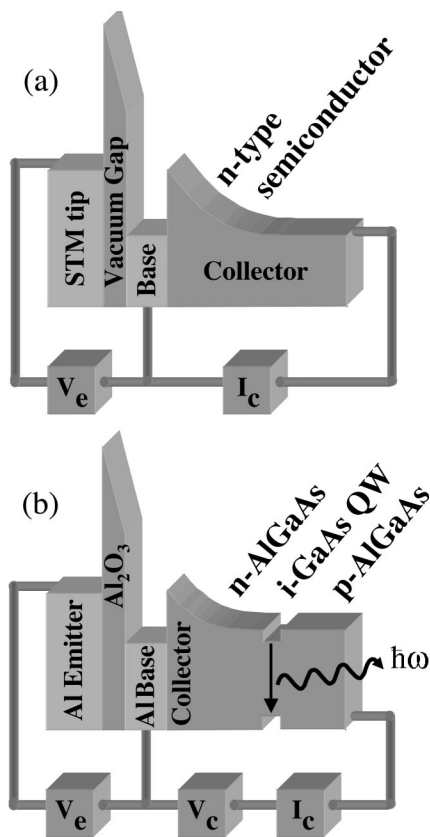 (a)
n-type
semiconductor
STM tip
Vacuum Gap
Base
Collector
Ve
Ic
(b)
n-AlGaAs
i-GaAs QW
p-AlGaAs
Al Emitter
Al₂O₃
Al Base
Collector
ħω
Ve
Vc
Ic